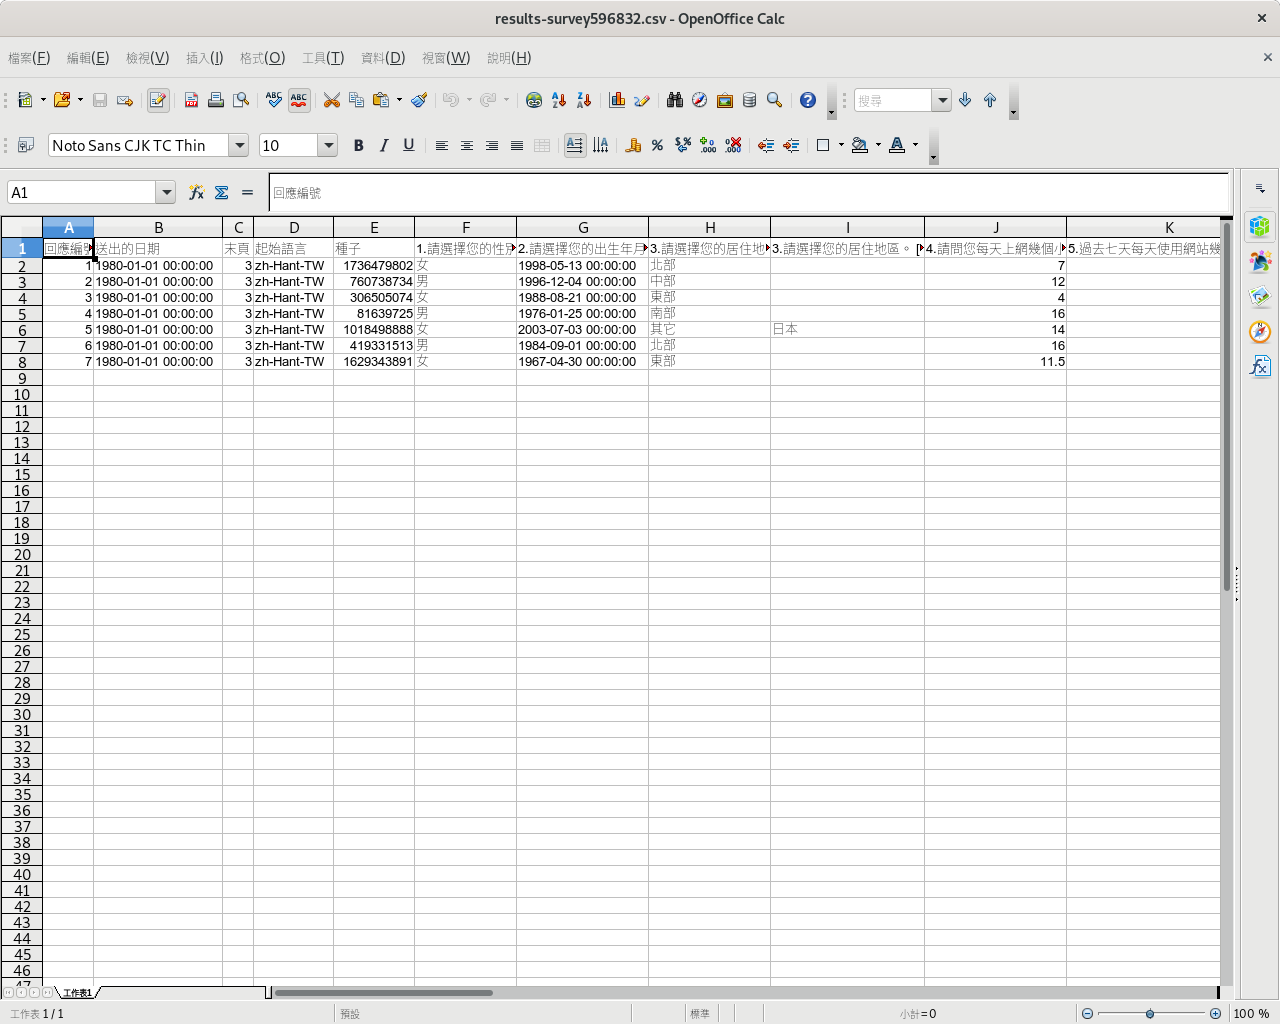 results-survey596832.csv - OpenOffice Calc
檔案(F) 編輯(E) 檢視(V) 插入(I) 格式(O) 工具(T) 資料(D) 視窗(W) 說明(H)
搜尋
Noto Sans CJK TC Thin 10
A1 回應編號
A B C D E F G H I J K
1 回應編號 送出的日期 末頁 起始語言 種子 1.請選擇您的性 2.請選擇您的出生年月 3.請選擇您的居住地 3.請選擇您的居住地區。 [ 4.請問您每天上網幾個小 5.過去七天每天使用網站幾
2 1 1980-01-01 00:00:00 3 zh-Hant-TW 1736479802 女 1998-05-13 00:00:00 北部 7
3 2 1980-01-01 00:00:00 3 zh-Hant-TW 760738734 男 1996-12-04 00:00:00 中部 12
4 3 1980-01-01 00:00:00 3 zh-Hant-TW 306505074 女 1988-08-21 00:00:00 東部 4
5 4 1980-01-01 00:00:00 3 zh-Hant-TW 81639725 男 1976-01-25 00:00:00 南部 16
6 5 1980-01-01 00:00:00 3 zh-Hant-TW 1018498888 女 2003-07-03 00:00:00 其它 日本 14
7 6 1980-01-01 00:00:00 3 zh-Hant-TW 419331513 男 1984-09-01 00:00:00 北部 16
8 7 1980-01-01 00:00:00 3 zh-Hant-TW 1629343891 女 1967-04-30 00:00:00 東部 11.5
9
10
11
12
13
14
15
16
17
18
19
20
21
22
23
24
25
26
27
28
29
30
31
32
33
34
35
36
37
38
39
40
41
42
43
44
45
46
47
工作表1
工作表 1 / 1 預設 標準 小計=0 100 %